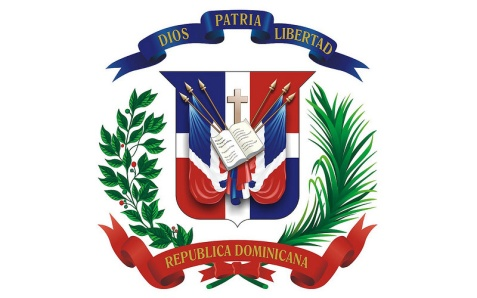 DIOS PATRIA LIBERTAD
REPUBLICA DOMINICANA